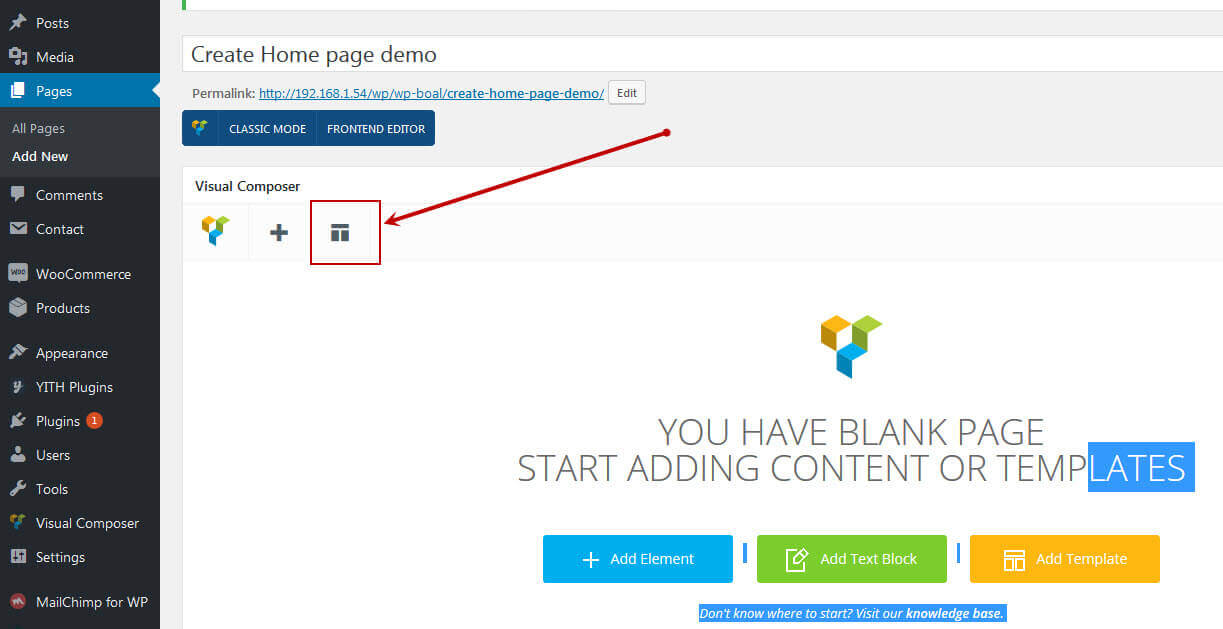 Posts
Media
Pages
All Pages
Add New
Comments
Contact
WooCommerce
Products
Appearance
YITH Plugins
Plugins 1
Users
Tools
Visual Composer
Settings
MailChimp for WP
Create Home page demo
Permalink: http://192.168.1.54/wp/wp-boal/create-home-page-demo/ Edit
CLASSIC MODE FRONTEND EDITOR
Visual Composer
YOU HAVE BLANK PAGE
START ADDING CONTENT OR TEMPLATES
Add Element Add Text Block Add Template
Don't know where to start? Visit our knowledge base.